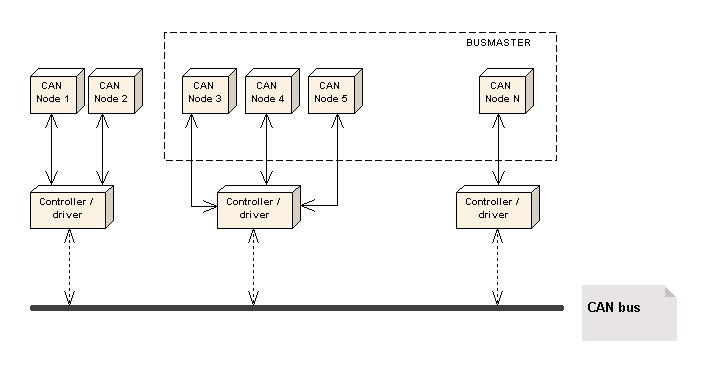 BUSMASTER
CAN
Node 1
CAN
Node 2
CAN
Node 3
CAN
Node 4
CAN
Node 5
CAN
Node N
Controller /
driver
Controller /
driver
Controller /
driver
CAN bus